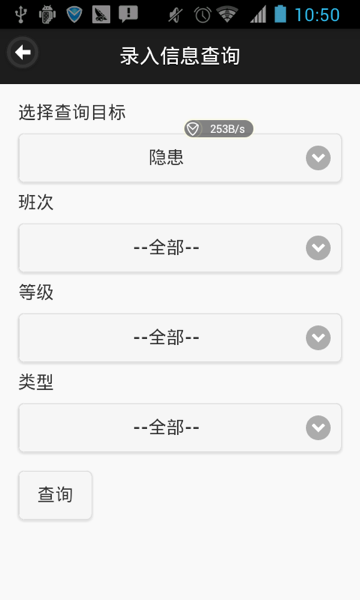 10:50
录入信息查询
选择查询目标
253B/s
隐患
班次
--全部--
等级
--全部--
类型
--全部--
查询